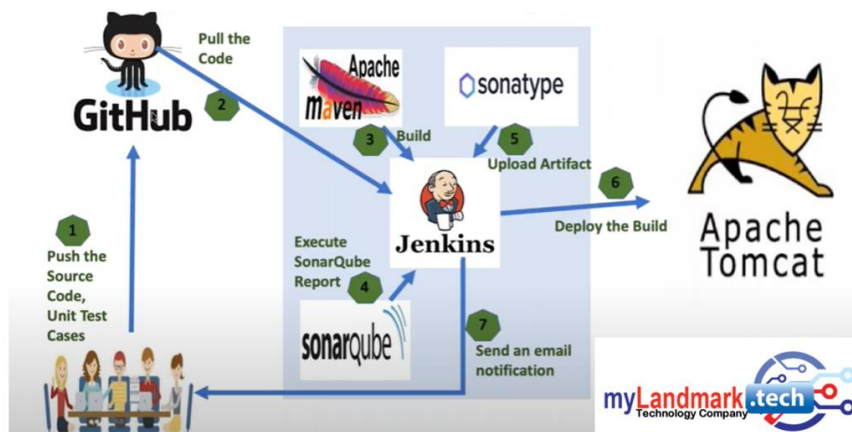 Pull the
Code
2
GitHub
Apache
maven
3
Build
sonatype
5
Upload Artifact
6
Deploy the Build
Apache
Tomcat
1
Push the
Source
Code,
Unit Test
Cases
Jenkins
Execute
SonarQube
Report
4
sonarqube
7
Send an email
notification
myLandmark.tech
Technology Company